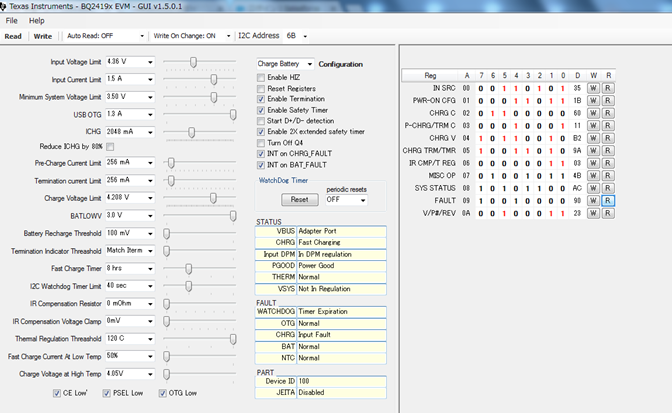 Texas Instruments - BQ2419x EVM - GUI v1.5.0.1
File Help
Read Write Auto Read: OFF Write On Change: ON I2C Address 6B
Input Voltage Limit 4.36 V
Input Current Limit 1.5 A
Minimum System Voltage Limit 3.50 V
USB OTG 1.3 A
ICHG 2048 mA
Reduce ICHG by 80%
Pre-Charge Current Limit 256 mA
Termination current Limit 256 mA
Charge Voltage Limit 4.208 V
BATLOWV 3.0 V
Battery Recharge Threshold 100 mV
Termination Indicator Threashold Match Iterm
Fast Charge Timer 8 hrs
I2C Watchdog Timer Limit 40 sec
IR Compensation Resistor 0 mOhm
IR Compensation Voltage Clamp 0mV
Thermal Regulation Threashold 120 C
Fast Charge Current At Low Temp 50%
Charge Voltage at High Temp 4.05V
CE Low' PSEL Low OTG Low
Charge Battery Configuration
Enable HIZ
Reset Registers
Enable Termination
Enable Safety Timer
Start D+/D- detection
Enable 2X extended safety timer
Turn Off Q4
INT on CHRG_FAULT
INT on BAT_FAULT
WatchDog Timer
periodic resets
Reset OFF
STATUS
VBUS Adapter Port
CHRG Fast Charging
Input DPM In DPM regulation
PGOOD Power Good
THERM Normal
VSYS Not In Regulation
FAULT
WATCHDOG Timer Expiration
OTG Normal
CHRG Input Fault
BAT Normal
NTC Normal
PART
Device ID 100
JEITA Disabled
Reg A 7 6 5 4 3 2 1 0 D W R
IN SRC 00 0 0 1 1 0 1 0 1 35 W R
PWR-ON CFG 01 0 0 0 1 1 0 1 1 1B W R
CHRG C 02 0 1 1 0 0 0 0 0 60 W R
P-CHRG/TRM C 03 0 0 0 1 0 0 0 1 11 W R
CHRG V 04 1 0 1 1 0 0 1 0 B2 W R
CHRG TRM/TMR 05 1 0 0 1 1 0 1 0 9A W R
IR CMP/T REG 06 0 0 0 0 0 0 1 1 03 W R
MISC OP 07 0 1 0 0 1 0 1 1 4B W R
SYS STATUS 08 1 0 1 0 1 1 0 0 AC W R
FAULT 09 1 0 0 1 0 0 0 0 90 W R
V/P#/REV 0A 0 0 1 0 0 0 1 1 23 W R